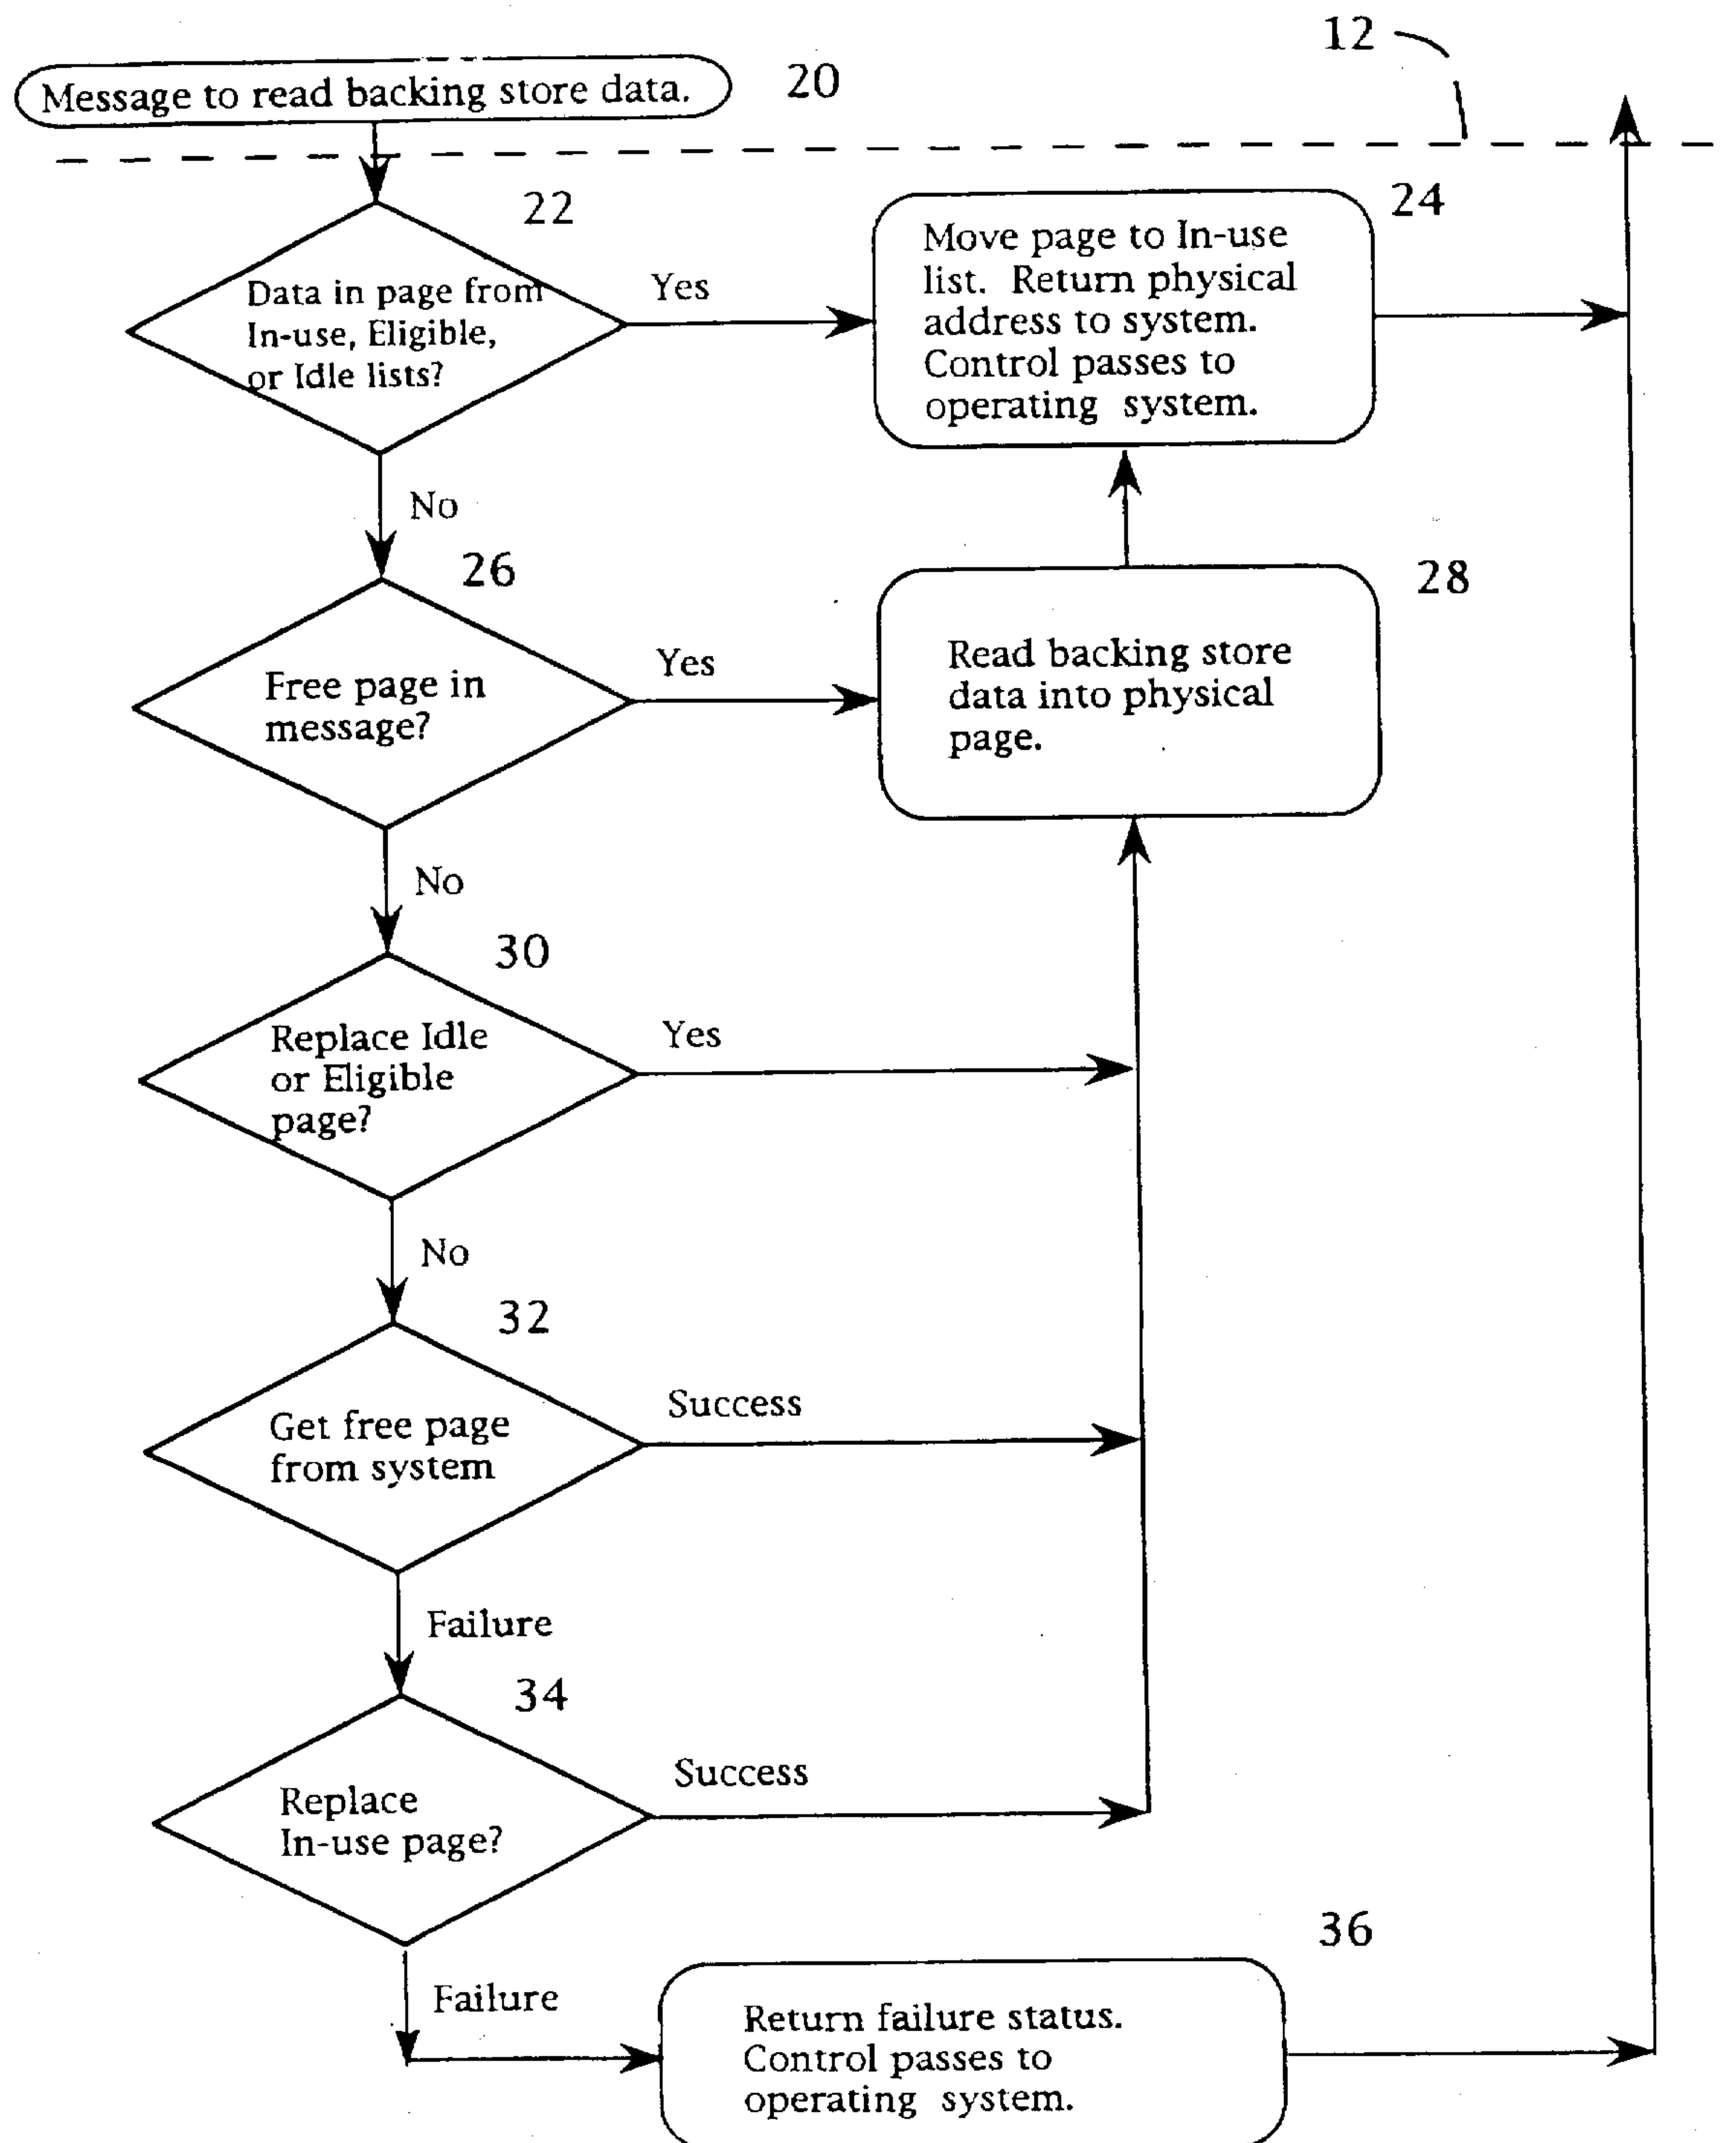 12
Message to read backing store data.
20
22
24
Data in page from
In-use, Eligible,
or Idle lists?
Yes
Move page to In-use
list. Return physical
address to system.
Control passes to
operating system.
No
26
28
Free page in
message?
Yes
Read backing store
data into physical
page.
No
30
Replace Idle
or Eligible
page?
Yes
No
32
Get free page
from system
Success
Failure
34
Replace
In-use page?
Success
36
Failure
Return failure status.
Control passes to
operating system.